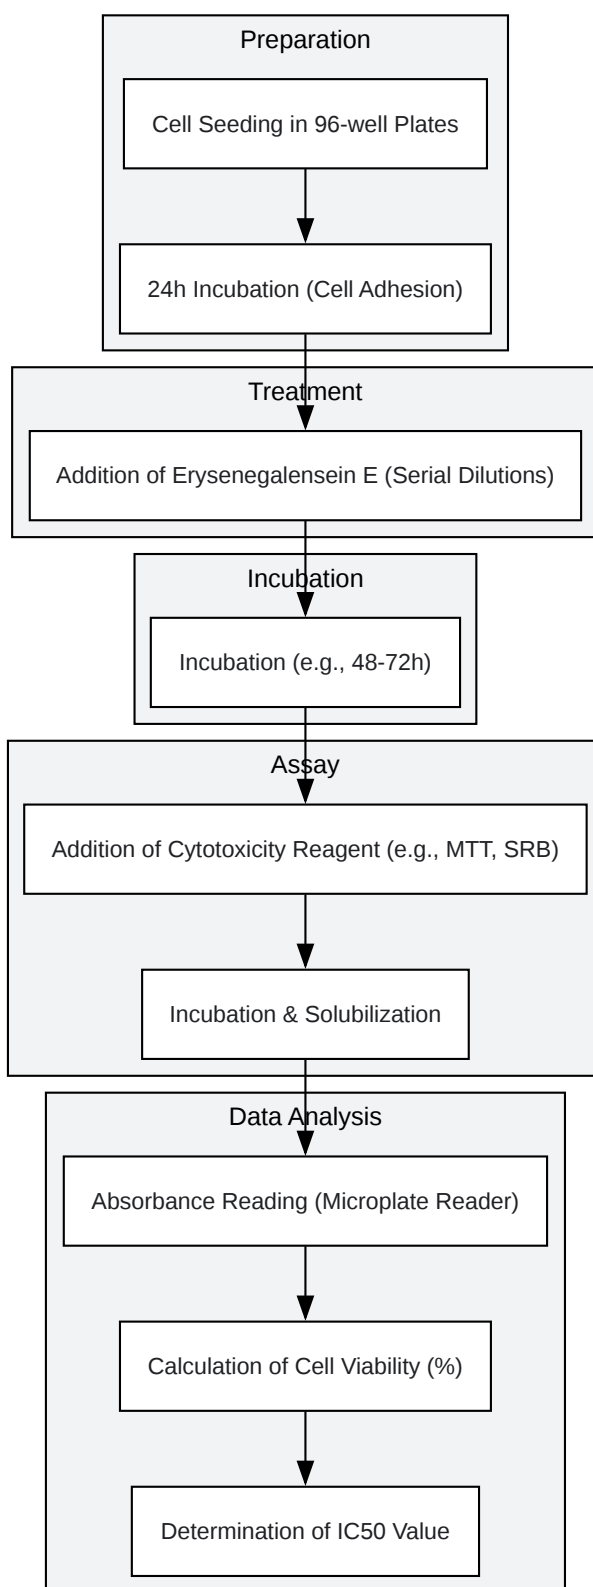 Preparation
Cell Seeding in 96-well Plates
24h Incubation (Cell Adhesion)
Treatment
Addition of Erysenegalensein E (Serial Dilutions)
Incubation
Incubation (e.g., 48-72h)
Assay
Addition of Cytotoxicity Reagent (e.g., MTT, SRB)
Incubation & Solubilization
Data Analysis
Absorbance Reading (Microplate Reader)
Calculation of Cell Viability (%)
Determination of IC50 Value